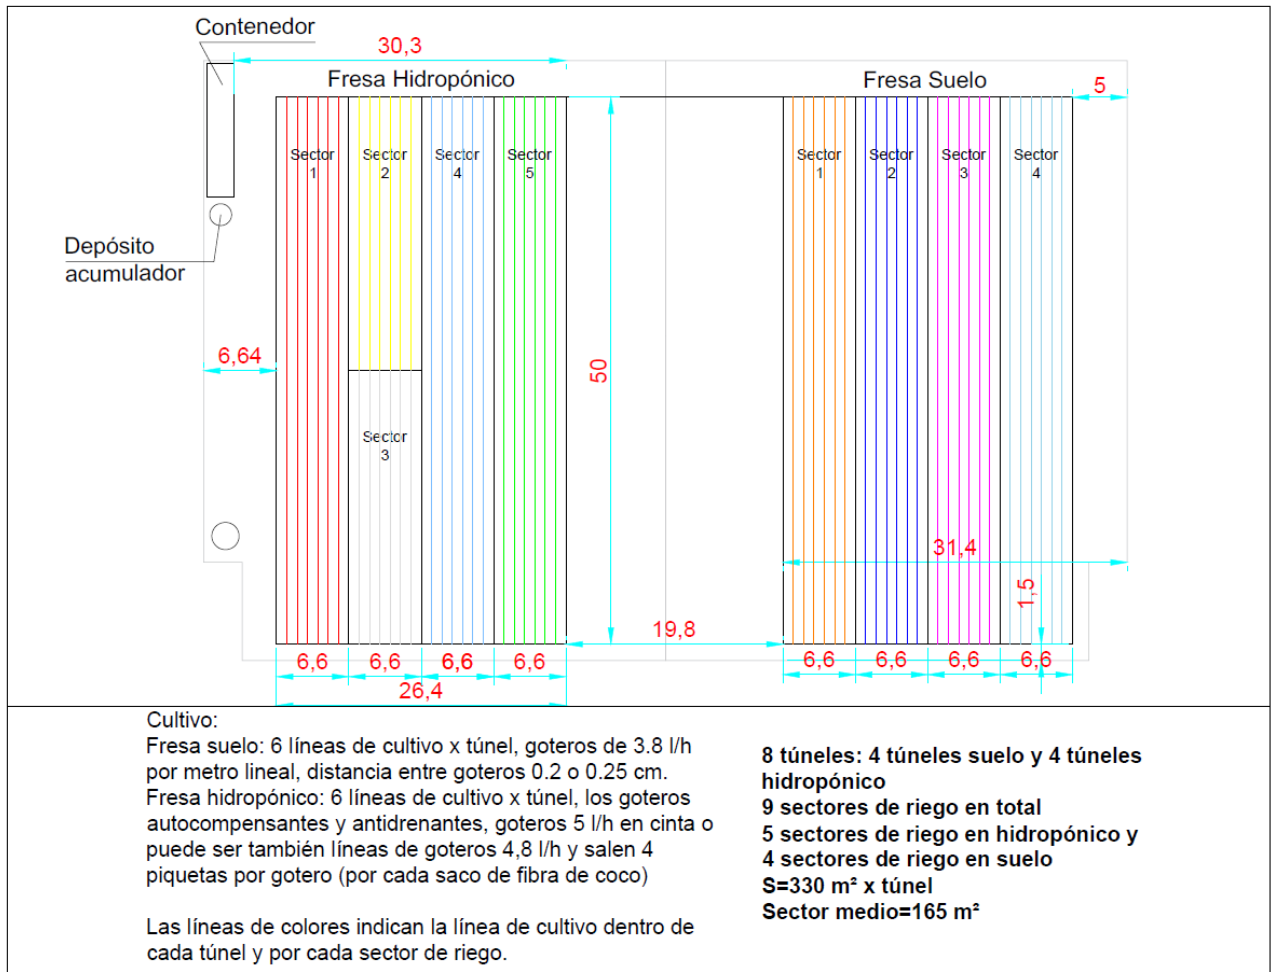 Contenedor
30,3
Fresa Hidropónico
Fresa Suelo
5
Sector
1
Sector
2
Sector
4
Sector
5
Sector
1
Sector
2
Sector
3
Sector
4
Depósito
acumulador
6,64
50
Sector
3
31,4
1,5
19,8
6,6
6,6
6,6
6,6
6,6
6,6
6,6
6,6
26,4
Cultivo:
Fresa suelo: 6 líneas de cultivo x túnel, goteros de 3.8 l/h
por metro lineal, distancia entre goteros 0.2 o 0.25 cm.
Fresa hidropónico: 6 líneas de cultivo x túnel, los goteros
autocompensantes y antidrenantes, goteros 5 l/h en cinta o
puede ser también líneas de goteros 4,8 l/h y salen 4
piquetas por gotero (por cada saco de fibra de coco)
Las líneas de colores indican la línea de cultivo dentro de
cada túnel y por cada sector de riego.
8 túneles: 4 túneles suelo y 4 túneles
hidropónico
9 sectores de riego en total
5 sectores de riego en hidropónico y
4 sectores de riego en suelo
S=330 m² x túnel
Sector medio=165 m²